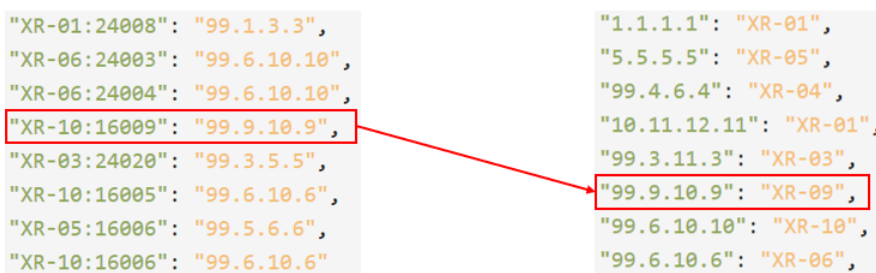 "XR-01:24008": "99.1.3.3",
"XR-06:24003": "99.6.10.10",
"XR-06:24004": "99.6.10.10",
"XR-10:16009": "99.9.10.9",
"XR-03:24020": "99.3.5.5",
"XR-10:16005": "99.6.10.6",
"XR-05:16006": "99.5.6.6",
"XR-10:16006": "99.6.10.6"
"1.1.1.1": "XR-01",
"5.5.5.5": "XR-05",
"99.4.6.4": "XR-04",
"10.11.12.11": "XR-01",
"99.3.11.3": "XR-03",
"99.9.10.9": "XR-09",
"99.6.10.10": "XR-10",
"99.6.10.6": "XR-06",